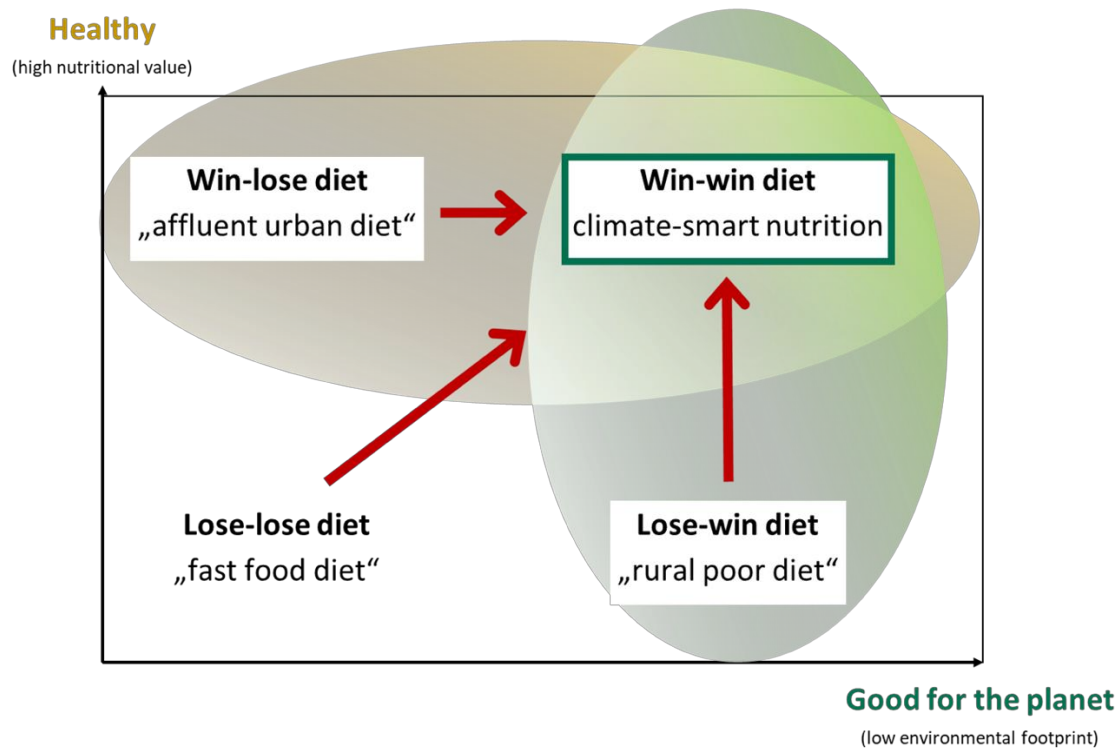 Healthy
(high nutritional value)
Win-lose diet
„affluent urban diet“
Win-win diet
climate-smart nutrition
Lose-lose diet
„fast food diet“
Lose-win diet
„rural poor diet“
Good for the planet
(low environmental footprint)